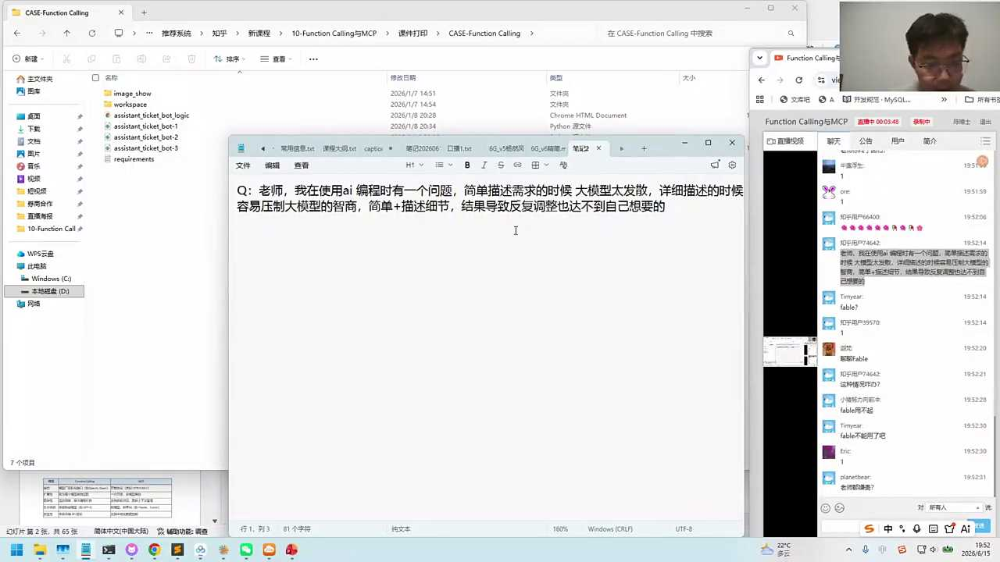 CASE-Function Calling
推荐系统 > 知乎 > 新课程 > 10-Function Calling与MCP > 课件打印 > CASE-Function Calling >
在 CASE-Function Calling 中搜索
新建
排序
查看
主文件夹
图库
桌面
下载
文档
图片
音乐
视频
短视频
券商合作
直播海报
10-Function Call
WPS云盘
此电脑
Windows (C:)
本地磁盘 (D:)
网络
名称 修改日期 类型 大小
image_show 2026/1/7 14:51 文件夹
workspace 2026/1/7 14:54 文件夹
assistant_ticket_bot_logic 2026/1/8 20:28 Chrome HTML Document
assistant_ticket_bot-1 2026/1/8 20:34 Python 源文件
assistant_ticket_bot-2
assistant_ticket_bot-3
requirements
7 个项目
常用信息.txt
课程大纲.txt
caption
笔记202606
口播1.txt
6G_v5杨然风
6G_v6精简.m
笔记2
文件 编辑 查看
H1
Q：老师，我在使用ai 编程时有一个问题，简单描述需求的时候 大模型太发散，详细描述的时候
容易压制大模型的智商，简单+描述细节，结果导致反复调整也达不到自己想要的
行 1, 列 3
81 个字符
纯文本
160%
Windows (CRLF)
UTF-8
Function Calling与
文库吧
开发规范 · MySQL...
所有书签
Function Calling与MCP
直播中 00:03:48
录制中
退出
直播视频
聊天 公告 用户 简介
半藏浮生: 19:51:
1
ore: 19:51:59
1
知乎用户66400: 19:52:06
知乎用户74642: 19:52:14
老师，我在使用ai 编程时有一个问题，简单描述需求的
时候 大模型太发散，详细描述的时候容易压制大模型的
智商，简单+描述细节，结果导致反复调整也达不到自
己想要的
Timyear: 19:52:14
fable?
知乎用户39570: 19:52:14
1
19:52:20
聊聊Fable
知乎用户74642: 19:52:21
这种情况咋办?
小猪努力向前冲: 19:52:28
fable用不起
Timyear: 19:52:30
fable不能用了吧
Eric: 19:52:30
1
planetbear: 19:52:31
老师都嫌贵?
对 所有人 说:
中
幻灯片 第 2 张，共 65 张
简体中文(中国大陆)
辅助功能: 调查
22°C
多云
19:52
2026/6/15